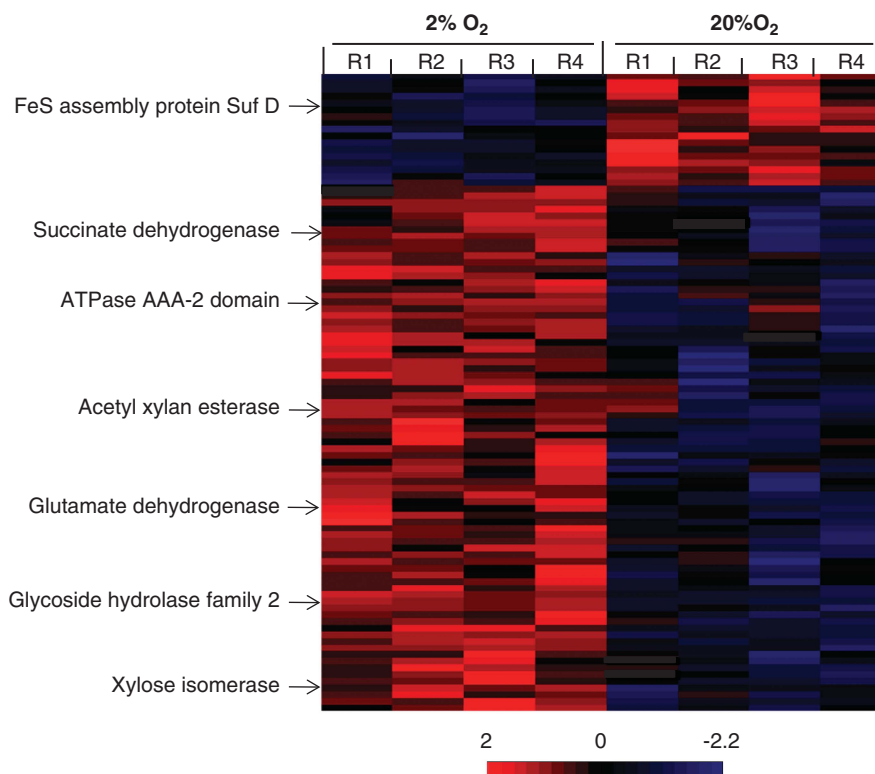 2% O₂ 20%O₂
R1 R2 R3 R4 R1 R2 R3 R4
FeS assembly protein Suf D
Succinate dehydrogenase
ATPase AAA-2 domain
Acetyl xylan esterase
Glutamate dehydrogenase
Glycoside hydrolase family 2
Xylose isomerase
2 0 -2.2